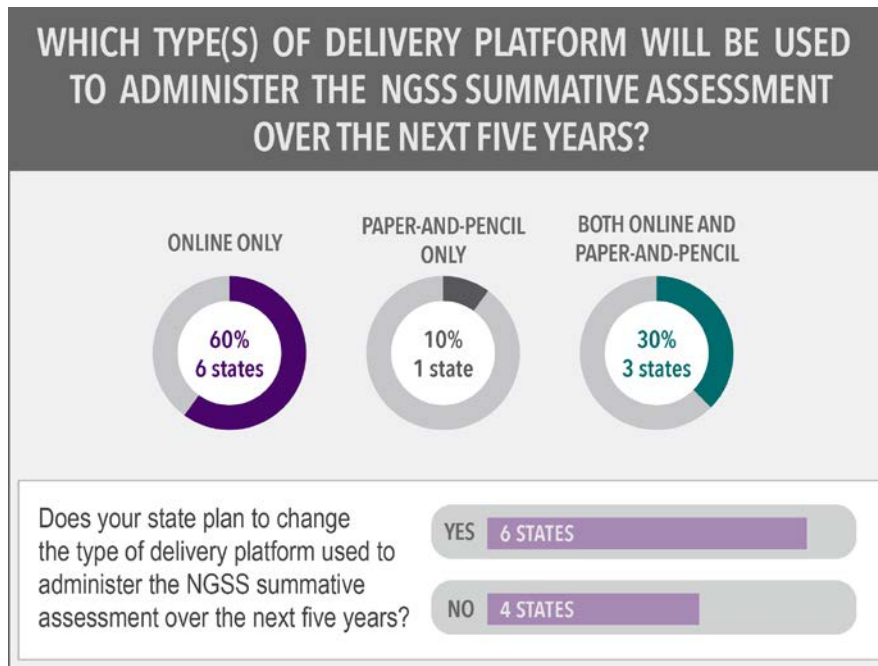 WHICH TYPE(S) OF DELIVERY PLATFORM WILL BE USED
TO ADMINISTER THE NGSS SUMMATIVE ASSESSMENT
OVER THE NEXT FIVE YEARS?
ONLINE ONLY
60%
6 states
PAPER-AND-PENCIL
ONLY
10%
1 state
BOTH ONLINE AND
PAPER-AND-PENCIL
30%
3 states
Does your state plan to change
the type of delivery platform used to
administer the NGSS summative
assessment over the next five years?
YES 6 STATES
NO 4 STATES